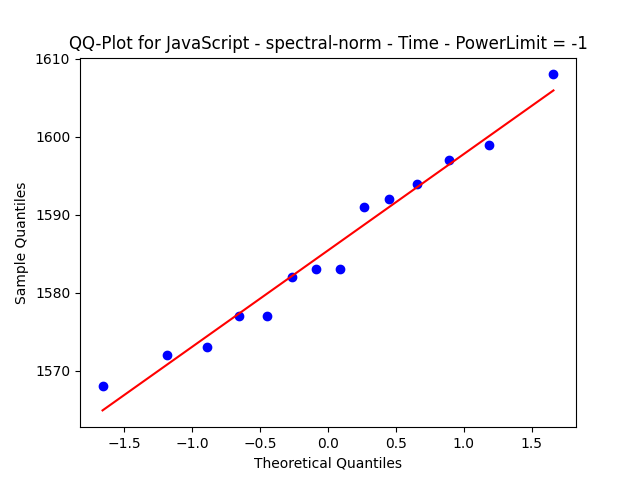 QQ-Plot for JavaScript - spectral-norm - Time - PowerLimit = -1
1610
1600
1590
1580
1570
Sample Quantiles
−1.5 −1.0 −0.5 0.0 0.5 1.0 1.5
Theoretical Quantiles